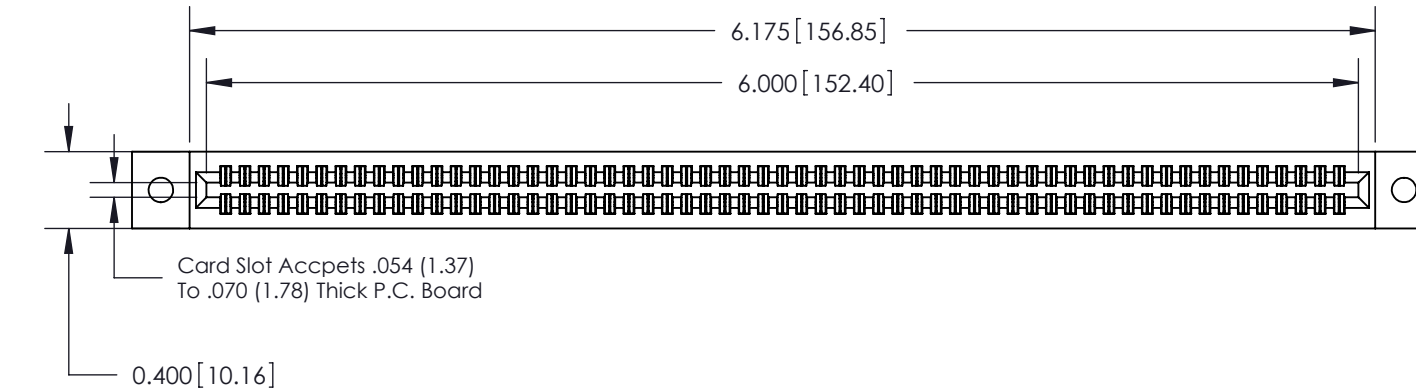 6.175[156.85]
6.000[152.40]
Card Slot Accpets .054 (1.37)
To .070 (1.78) Thick P.C. Board
0.400[10.16]